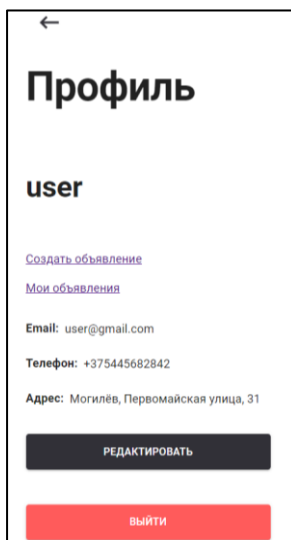 Профиль
user
Создать объявление
Мои объявления
Email: user@gmail.com
Телефон: +375445682842
Адрес: Могилёв, Первомайская улица, 31
РЕДАКТИРОВАТЬ
ВЫЙТИ